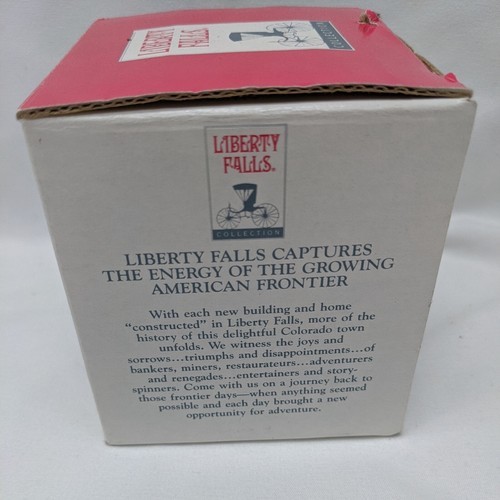 LIBERTY
FALLS
COLLECTION
LIBERTY
FALLS®
COLLECTION
LIBERTY FALLS CAPTURES
THE ENERGY OF THE GROWING
AMERICAN FRONTIER
With each new building and home
“constructed” in Liberty Falls, more of the
history of this delightful Colorado town
unfolds. We witness the joys and
sorrows...triumphs and disappointments...of
bankers, miners, restaurateurs...adventurers
and renegades...entertainers and story-
spinners. Come with us on a journey back to
those frontier days—when anything seemed
possible and each day brought a new
opportunity for adventure.